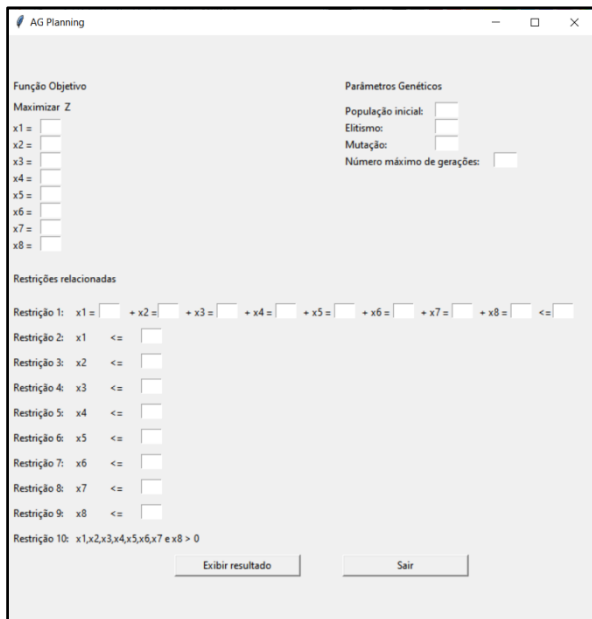 AG Planning
Função Objetivo
Maximizar Z
x1 =
x2 =
x3 =
x4 =
x5 =
x6 =
x7 =
x8 =
Parâmetros Genéticos
População inicial:
Elitismo:
Mutação:
Número máximo de gerações:
Restrições relacionadas
Restrição 1: x1 = + x2 = + x3 = + x4 = + x5 = + x6 = + x7 = + x8 = <=
Restrição 2: x1 <=
Restrição 3: x2 <=
Restrição 4: x3 <=
Restrição 5: x4 <=
Restrição 6: x5 <=
Restrição 7: x6 <=
Restrição 8: x7 <=
Restrição 9: x8 <=
Restrição 10: x1,x2,x3,x4,x5,x6,x7 e x8 > 0
Exibir resultado
Sair